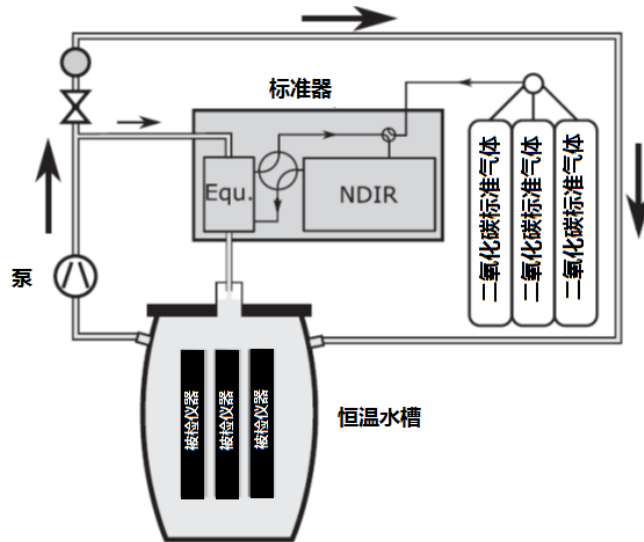 标准器
Equ.
NDIR
二氧化碳标准气体
二氧化碳标准气体
二氧化碳标准气体
泵
被检仪器
被检仪器
被检仪器
恒温水槽